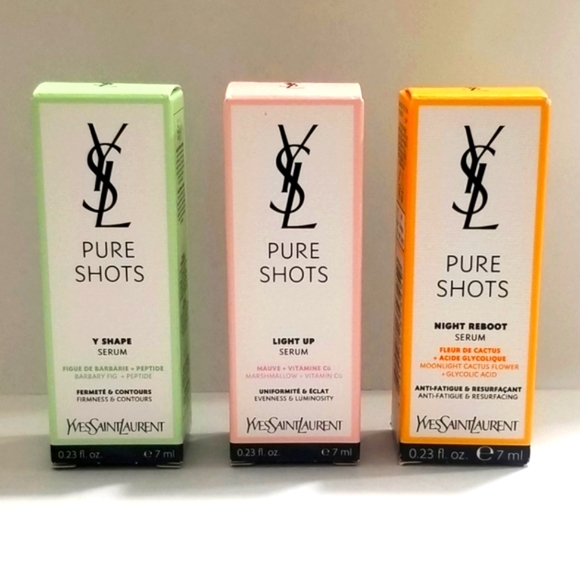 YSL
PURE
SHOTS
Y SHAPE
SERUM
FIGUE DE BARBARIE + PEPTIDE
BARBARY FIG + PEPTIDE
FERMETÉ & CONTOURS
FIRMNESS & CONTOURS
YVESSAINTLAURENT
0.23 fl. oz. ℮ 7 ml
YSL
PURE
SHOTS
LIGHT UP
SERUM
MAUVE + VITAMINE CG
MARSHMALLOW + VITAMIN CG
UNIFORMITÉ & ÉCLAT
EVENNESS & LUMINOSITY
YVESSAINTLAURENT
0.23 fl. oz. ℮ 7 ml
YSL
PURE
SHOTS
NIGHT REBOOT
SERUM
FLEUR DE CACTUS
+ ACIDE GLYCOLIQUE
MOONLIGHT CACTUS FLOWER
+ GLYCOLIC ACID
ANTI-FATIGUE & RESURFAÇANT
ANTI-FATIGUE & RESURFACING
YVESSAINTLAURENT
0.23 fl. oz. ℮ 7 ml